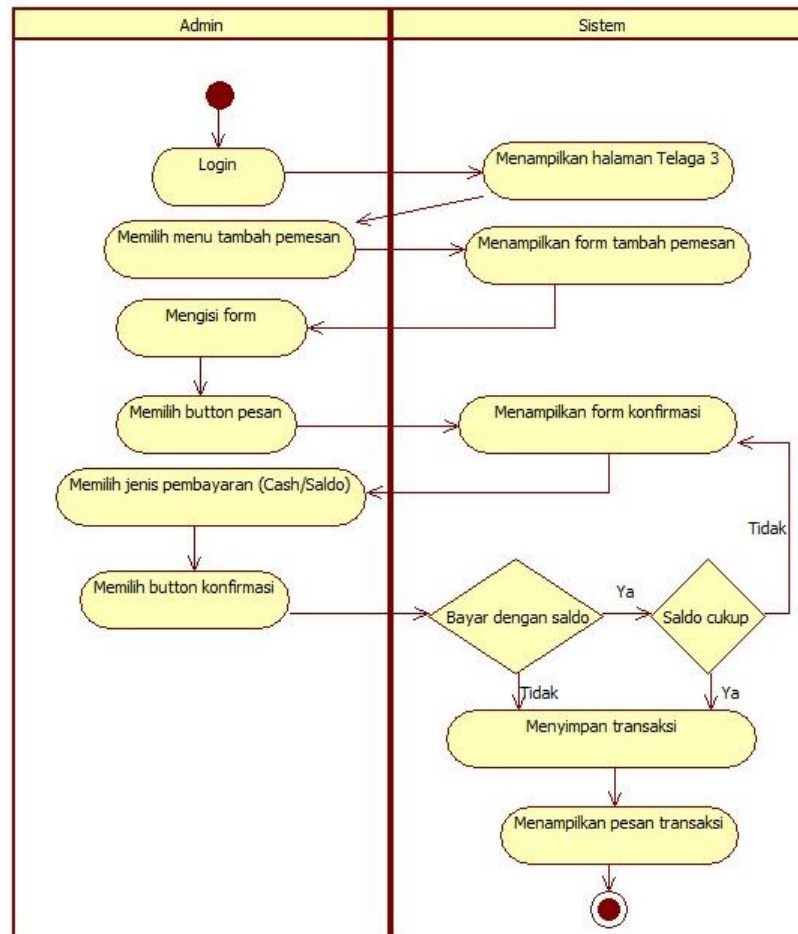 Admin
Sistem
Login
Menampilkan halaman Telaga 3
Memilih menu tambah pemesan
Menampilkan form tambah pemesan
Mengisi form
Memilih button pesan
Menampilkan form konfirmasi
Memilih jenis pembayaran (Cash/Saldo)
Tidak
Memilih button konfirmasi
Bayar dengan saldo
Ya
Saldo cukup
Tidak
Ya
Menyimpan transaksi
Menampilkan pesan transaksi